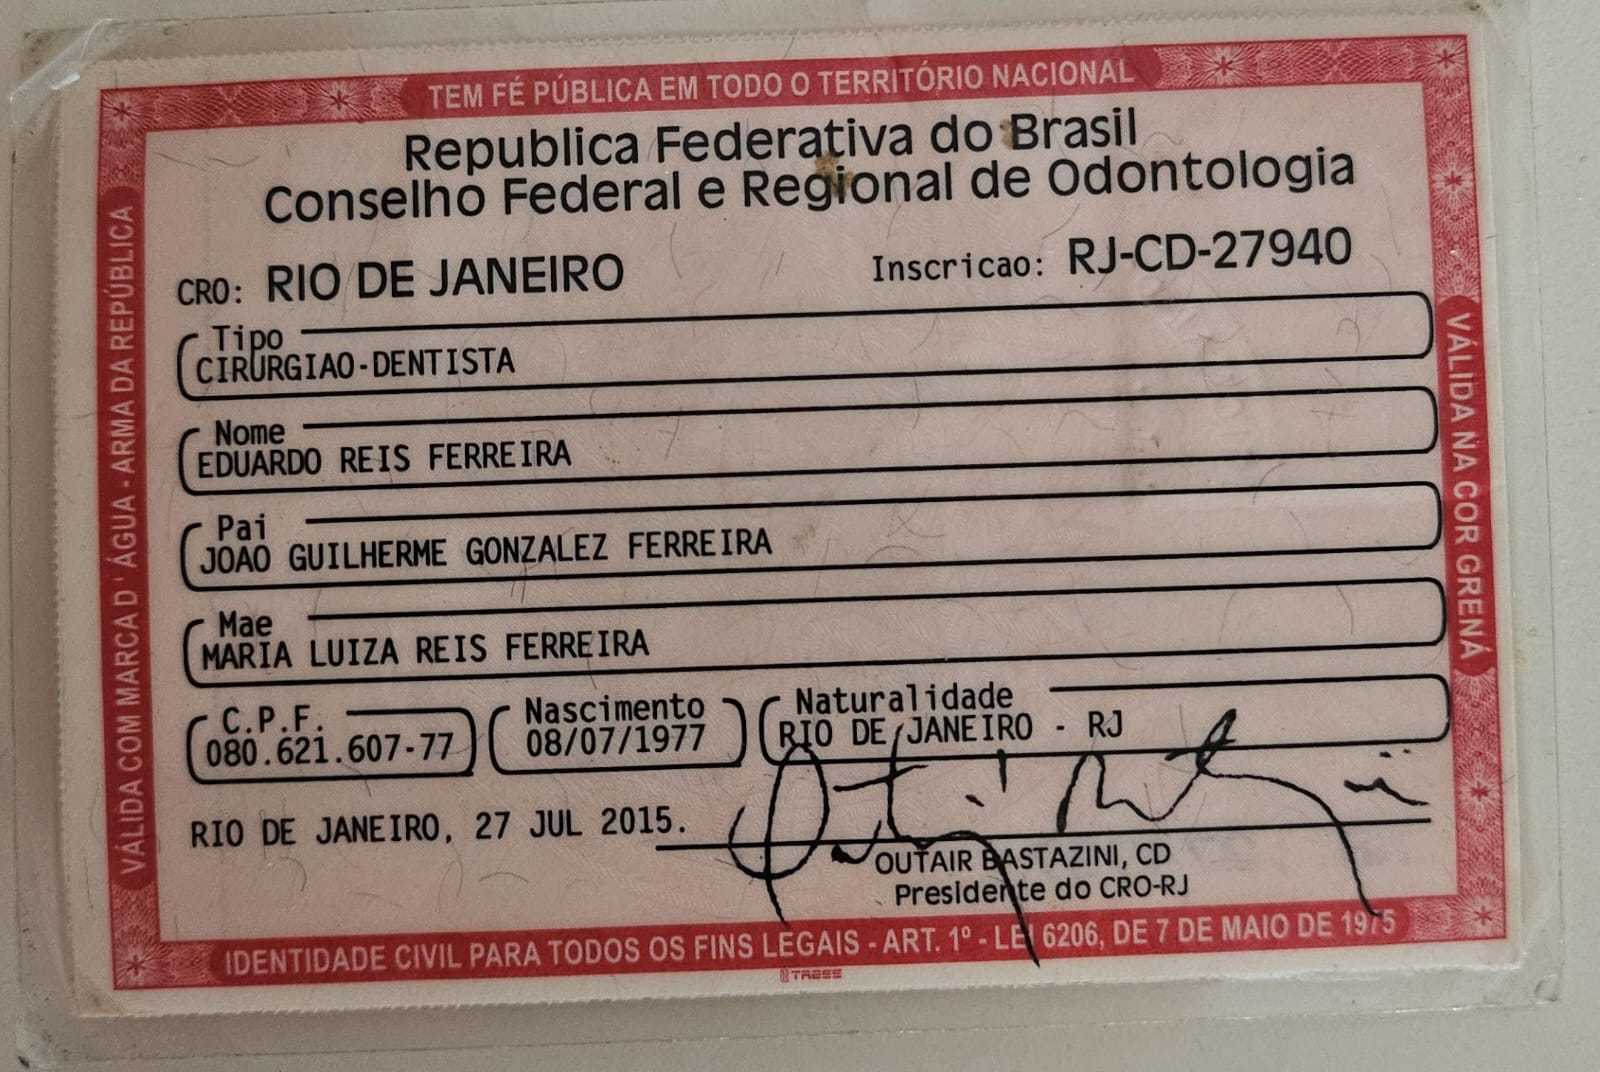 TEM FÉ PÚBLICA EM TODO O TERRITÓRIO NACIONAL
Republica Federativa do Brasil
Conselho Federal e Regional de Odontologia
CRO: RIO DE JANEIRO Inscricao: RJ-CD-27940
Tipo
CIRURGIAO-DENTISTA
Nome
EDUARDO REIS FERREIRA
Pai
JOAO GUILHERME GONZALEZ FERREIRA
Mae
MARIA LUIZA REIS FERREIRA
C.P.F. Nascimento Naturalidade
080.621.607-77 08/07/1977 RIO DE JANEIRO - RJ
RIO DE JANEIRO, 27 JUL 2015.
OUTAIR BASTAZINI, CD
Presidente do CRO-RJ
IDENTIDADE CIVIL PARA TODOS OS FINS LEGAIS - ART. 1º - LEI 6206, DE 7 DE MAIO DE 1975
TRESS
VÁLIDA COM MARCA D'ÁGUA - ARMA DA REPÚBLICA
VÁLIDA NA COR GRENÁ